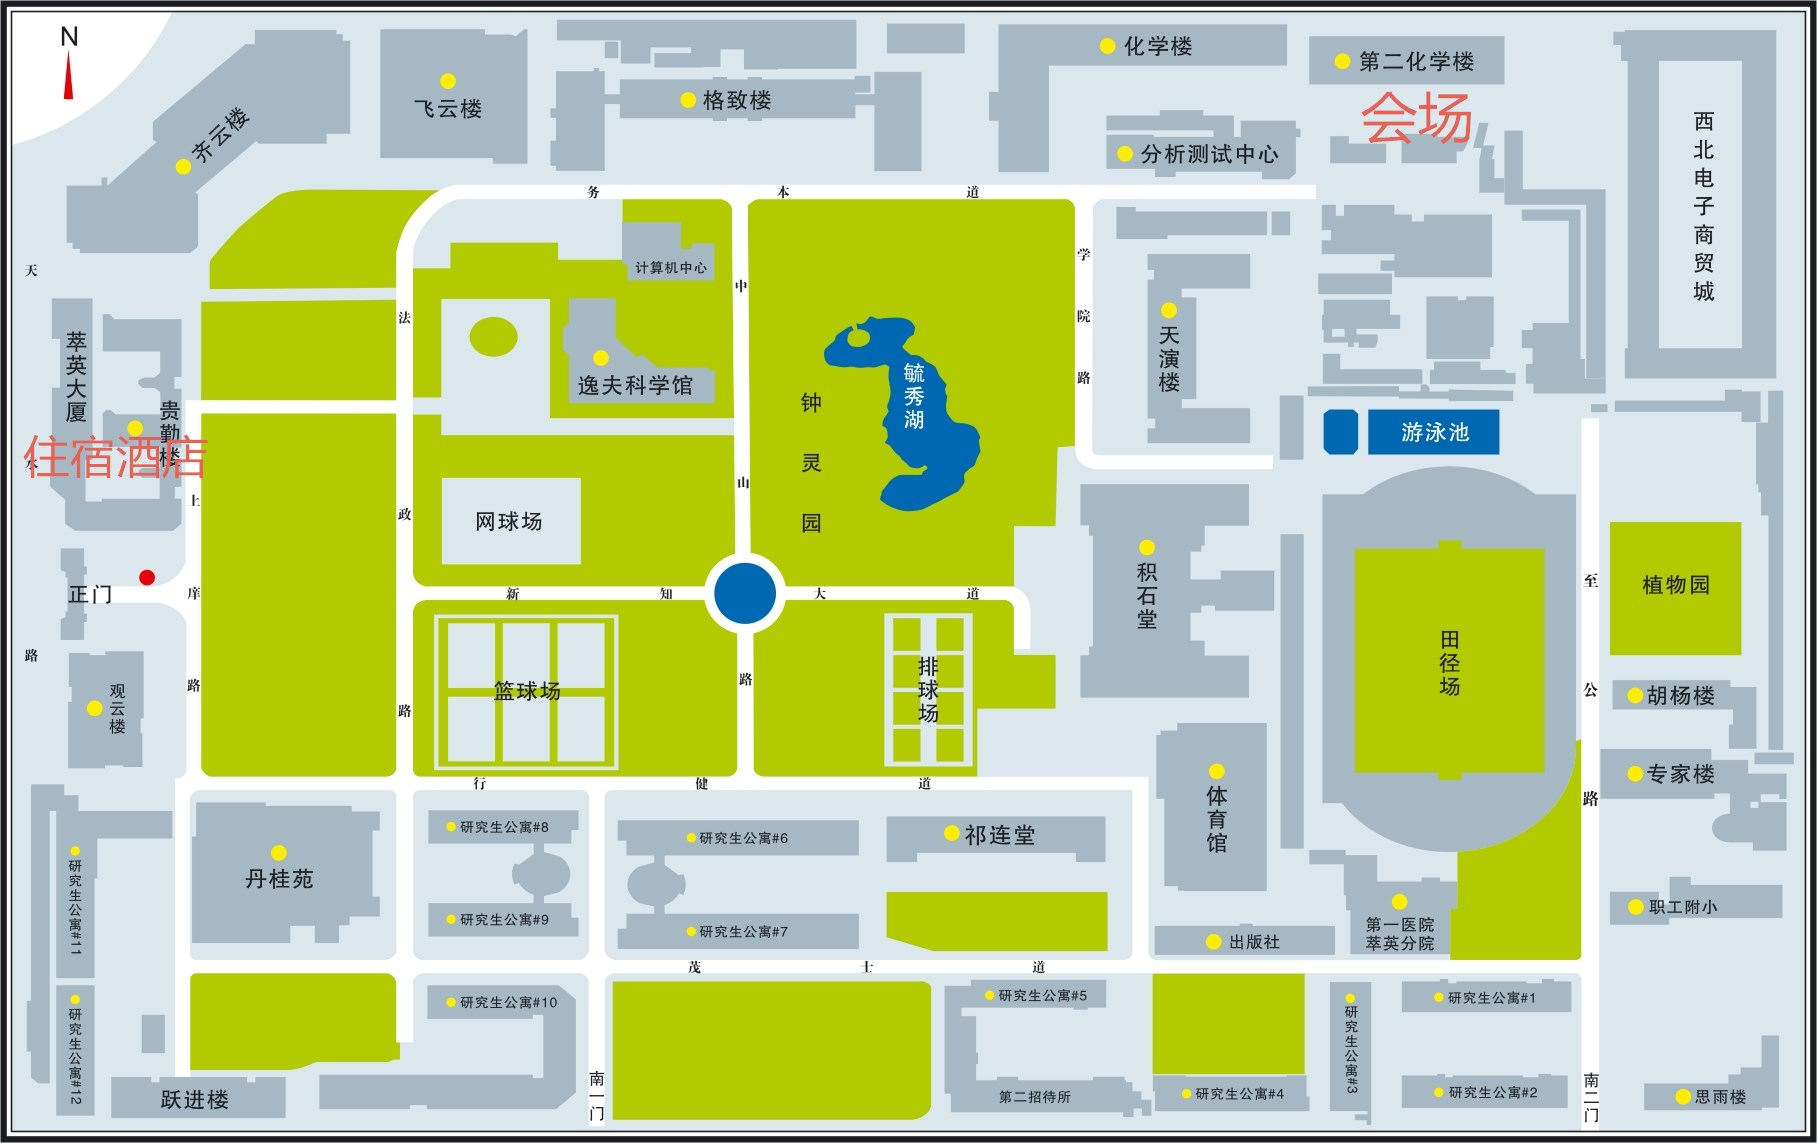 N
齐云楼
飞云楼
格致楼
化学楼
第二化学楼
会场
分析测试中心
西北电子商贸城
务本道
天水路
计算机中心
法政路
中山路
学院路
天演楼
逸夫科学馆
毓秀湖
钟灵园
萃英大厦
贵勤楼
住宿酒店
上庠路
网球场
游泳池
正门
新知大道
积石堂
田径场
至公路
植物园
观云楼
篮球场
排球场
胡杨楼
专家楼
行健道
体育馆
研究生公寓#11
丹桂苑
研究生公寓#8
研究生公寓#6
祁连堂
研究生公寓#9
研究生公寓#7
出版社
第一医院
萃英分院
职工附小
茂士道
研究生公寓#12
研究生公寓#10
研究生公寓#5
研究生公寓#3
研究生公寓#1
跃进楼
南一门
第二招待所
研究生公寓#4
研究生公寓#2
南二门
思雨楼